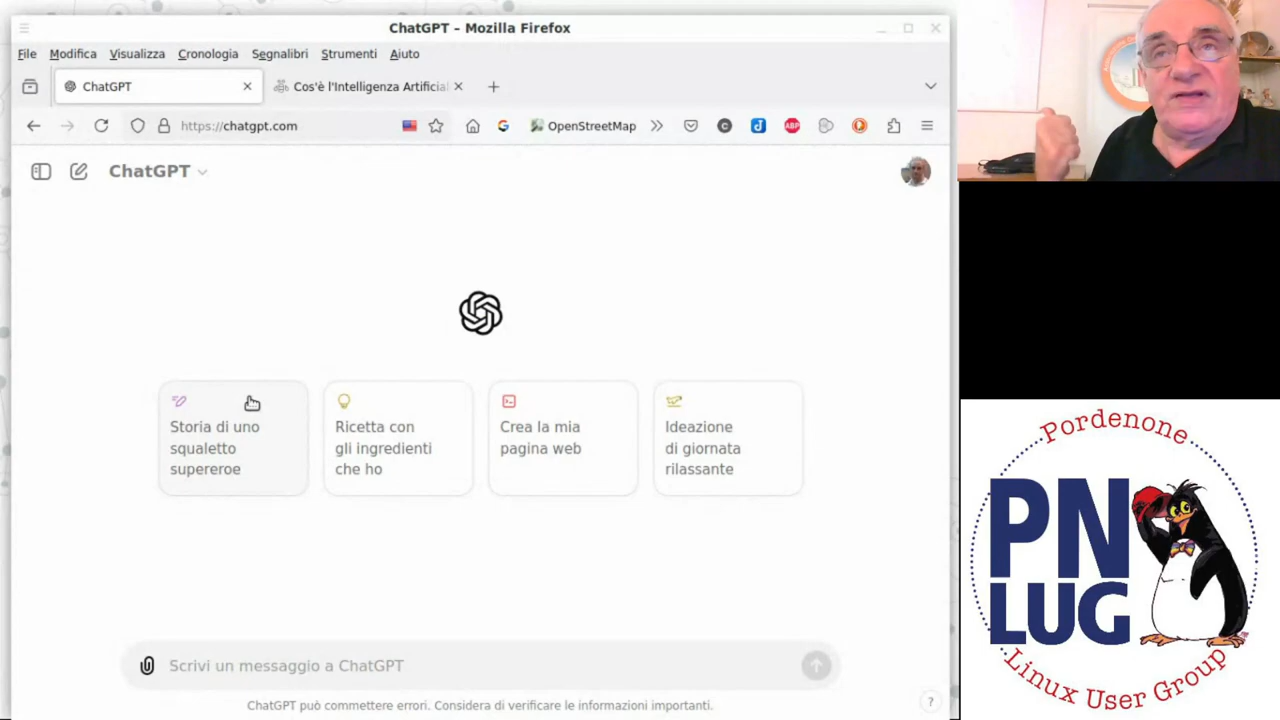 ChatGPT – Mozilla Firefox
File Modifica Visualizza Cronologia Segnalibri Strumenti Aiuto
ChatGPT
Cos'è l'Intelligenza Artificial
https://chatgpt.com
OpenStreetMap
ABP
ChatGPT
Storia di uno
squaletto
supereroe
Ricetta con
gli ingredienti
che ho
Crea la mia
pagina web
Ideazione
di giornata
rilassante
Scrivi un messaggio a ChatGPT
ChatGPT può commettere errori. Considera di verificare le informazioni importanti.
?
Pordenone
PN
LUG
Linux User Group